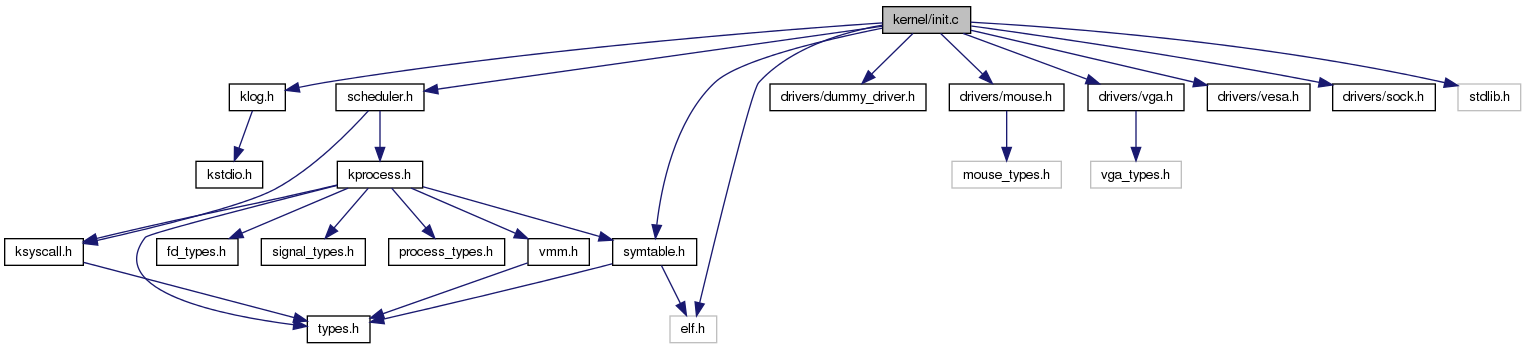 kernel/init.c
klog.h
scheduler.h
drivers/dummy_driver.h
drivers/mouse.h
drivers/vga.h
drivers/vesa.h
drivers/sock.h
stdlib.h
kstdio.h
kprocess.h
mouse_types.h
vga_types.h
ksyscall.h
fd_types.h
signal_types.h
process_types.h
vmm.h
symtable.h
types.h
elf.h